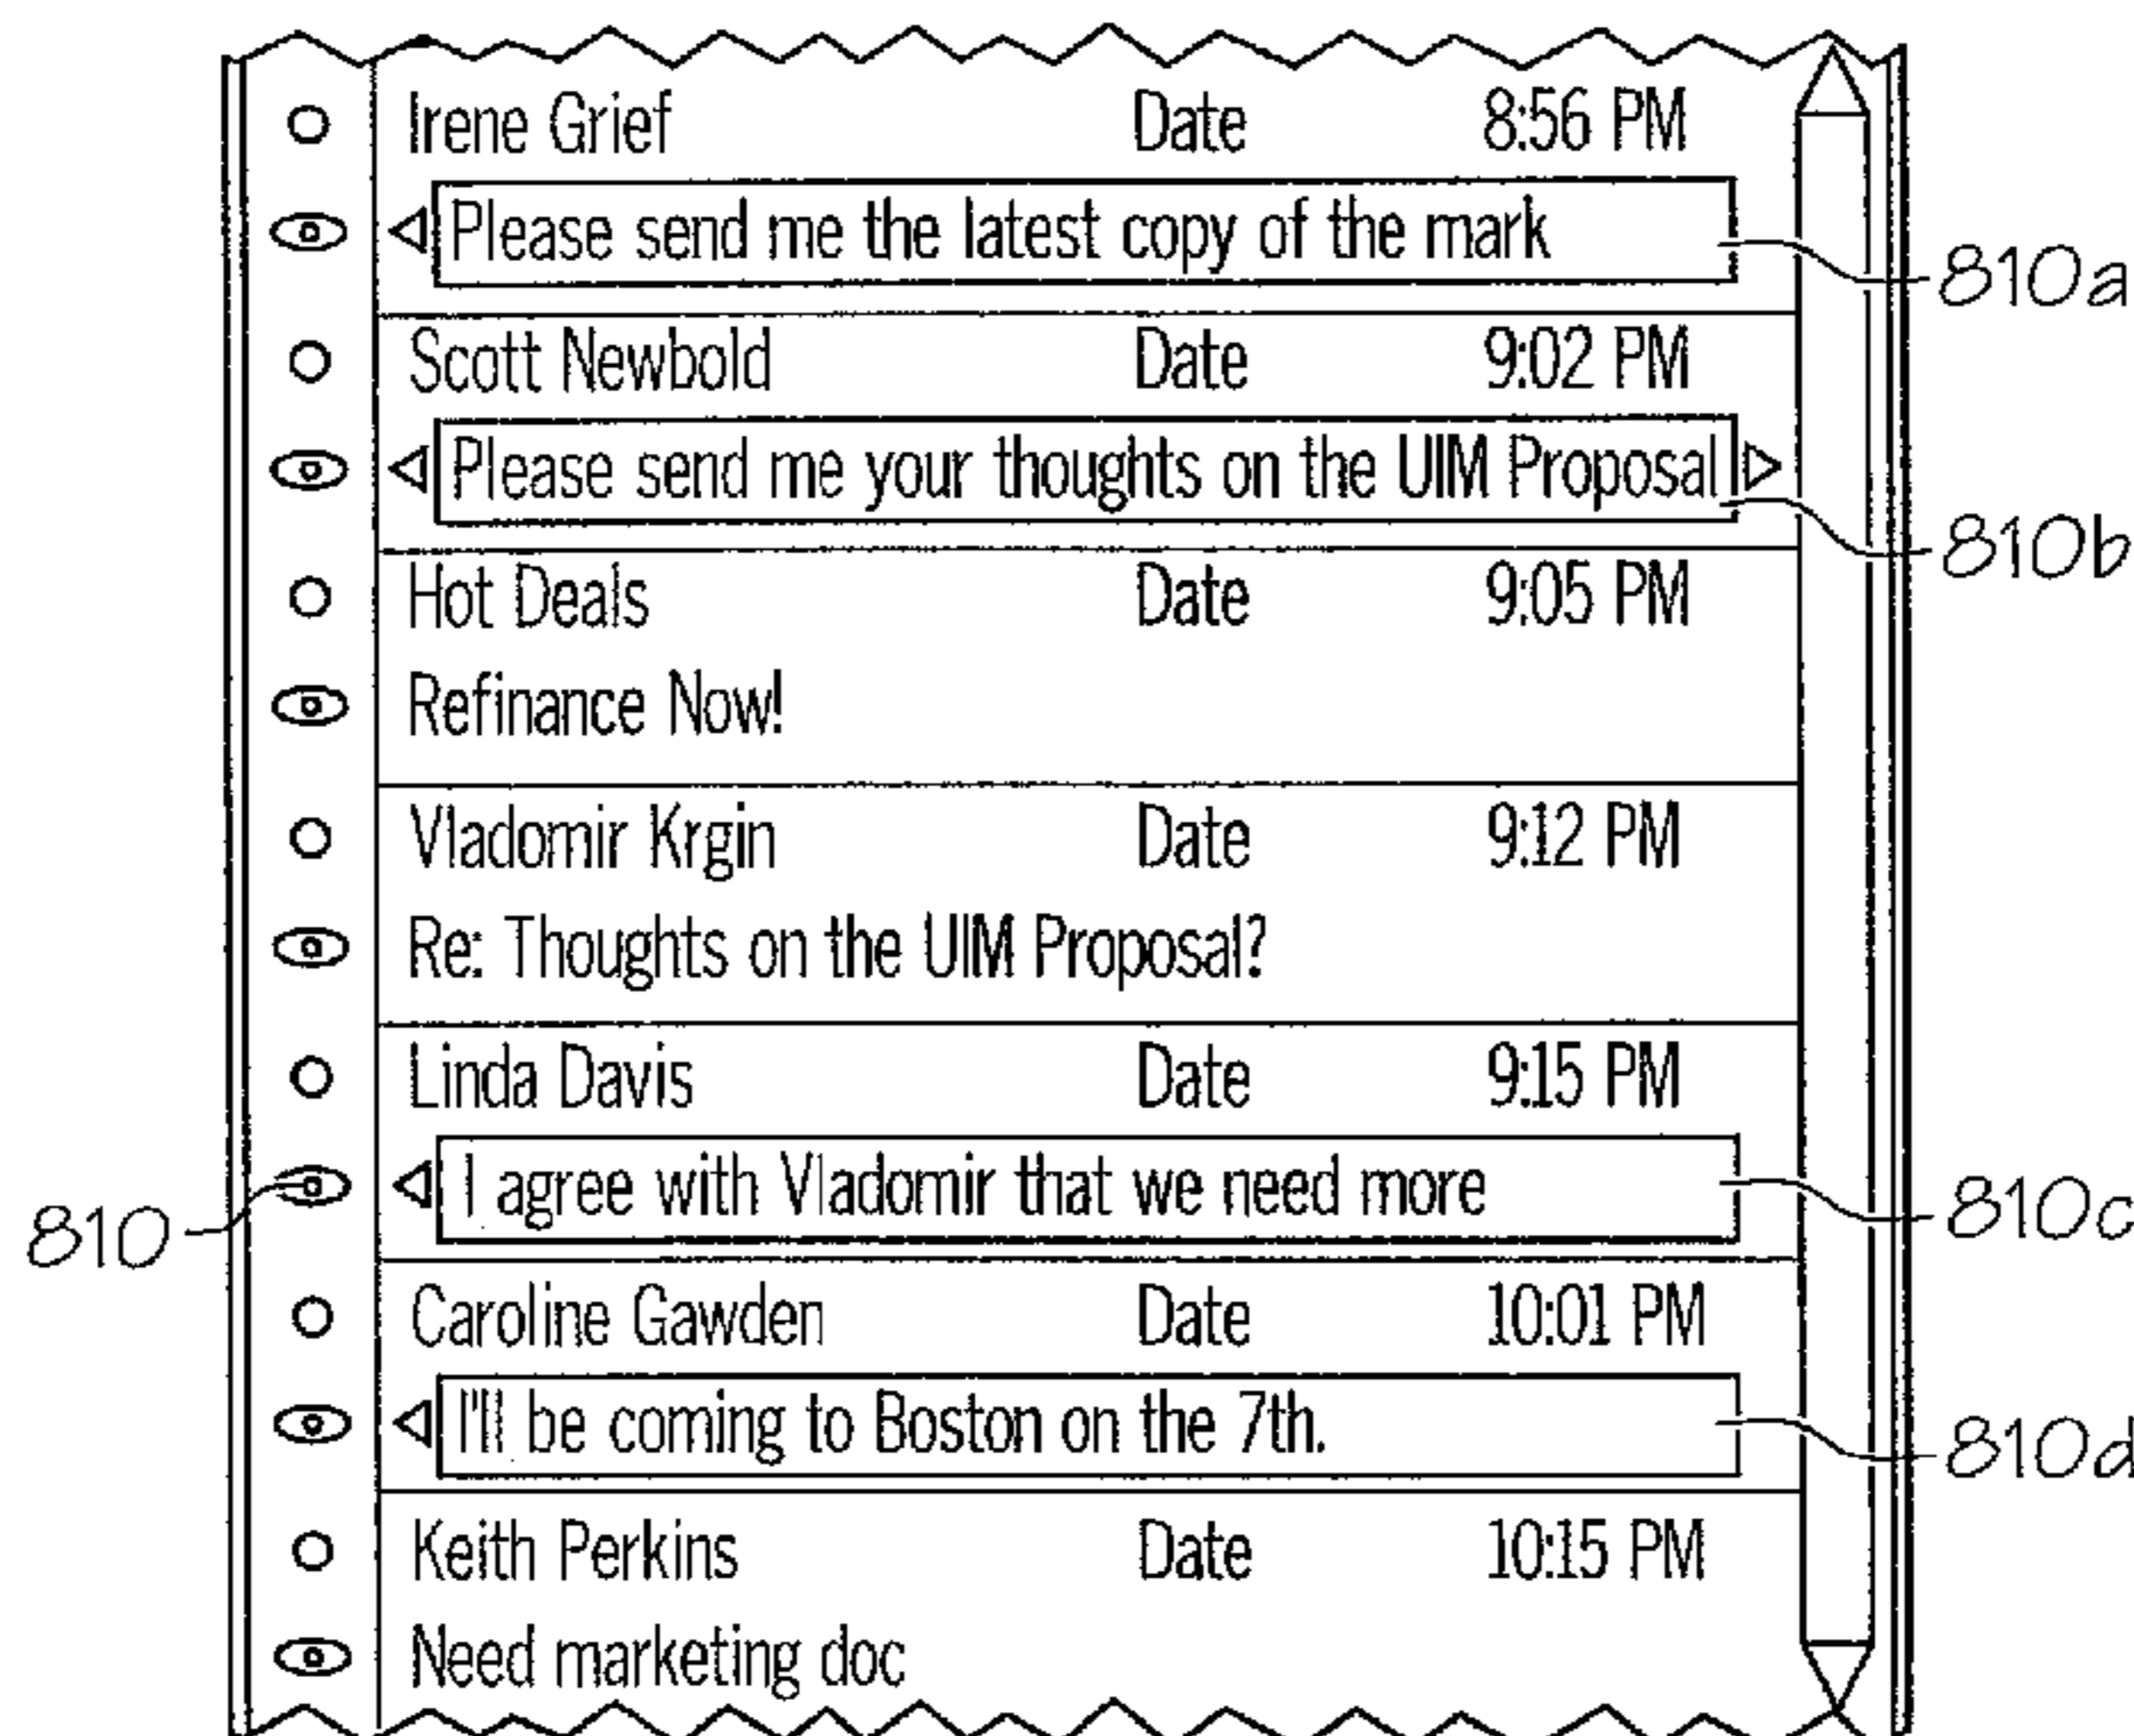 Irene Grief Date 8:56 PM
Please send me the latest copy of the mark
810a
Scott Newbold Date 9:02 PM
Please send me your thoughts on the UIM Proposal
810b
Hot Deals Date 9:05 PM
Refinance Now!
Vladomir Krgin Date 9:12 PM
Re: Thoughts on the UIM Proposal?
Linda Davis Date 9:15 PM
810 I agree with Vladomir that we need more 810c
Caroline Gawden Date 10:01 PM
I'll be coming to Boston on the 7th.
810d
Keith Perkins Date 10:15 PM
Need marketing doc